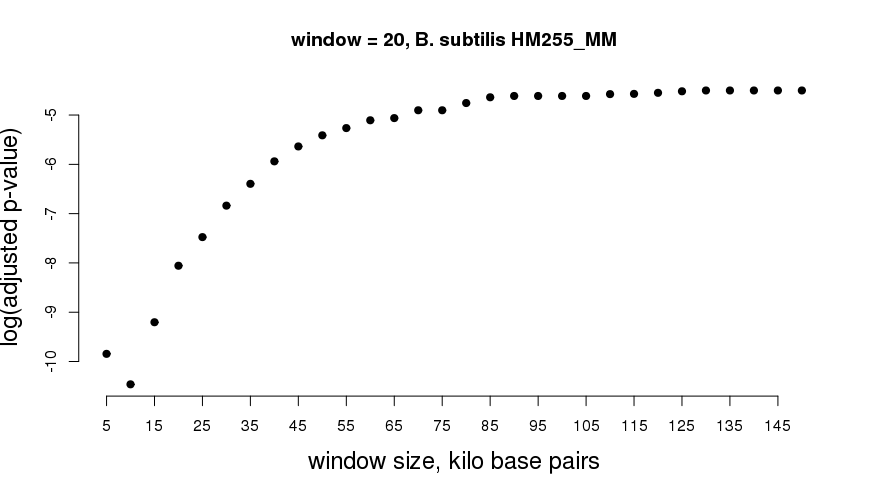 window = 20, B. subtilis HM255_MM
log(adjusted p-value)
-5
-6
-7
-8
-9
-10
5 15 25 35 45 55 65 75 85 95 105 115 125 135 145
window size, kilo base pairs